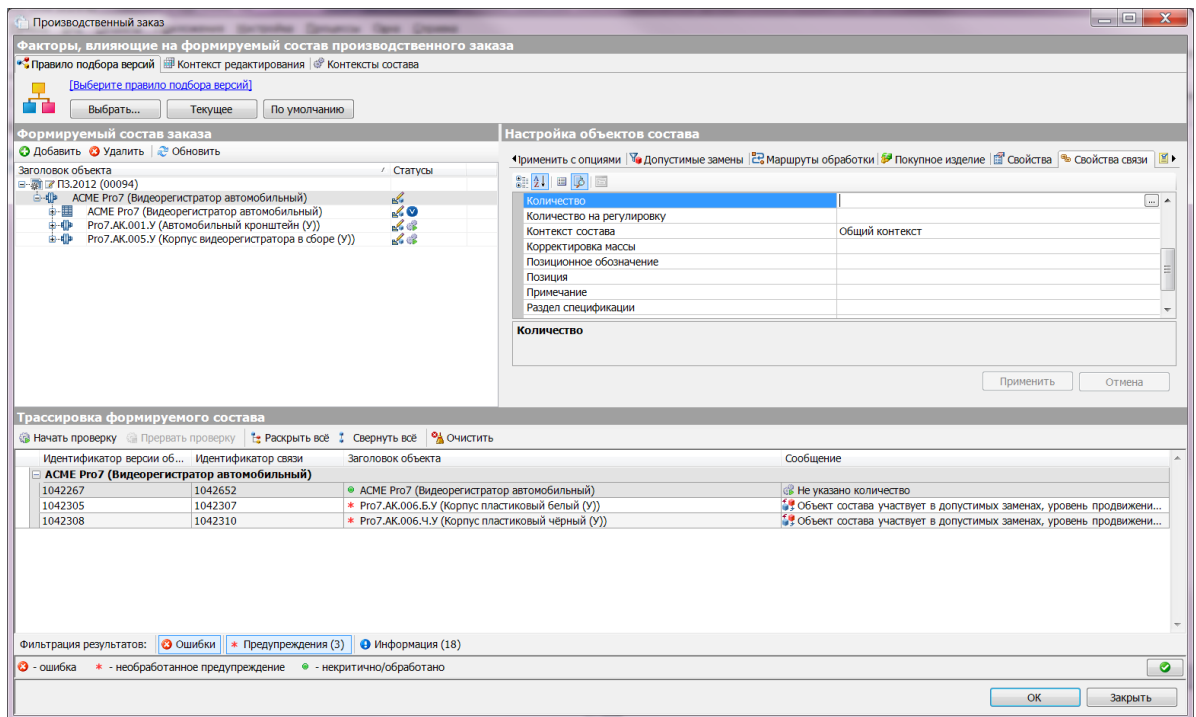 Производственный заказ
Факторы, влияющие на формируемый состав производственного заказа
Правило подбора версий Контекст редактирования Контексты состава
[Выберите правило подбора версий]
Выбрать... Текущее По умолчанию
Формируемый состав заказа
Добавить Удалить Обновить
Заголовок объекта Статусы
ПЗ.2012 (00094)
ACME Pro7 (Видеорегистратор автомобильный)
ACME Pro7 (Видеорегистратор автомобильный)
Pro7.АК.001.У (Автомобильный кронштейн (У))
Pro7.АК.005.У (Корпус видеорегистратора в сборе (У))
Настройка объектов состава
Применить с опциями Допустимые замены Маршруты обработки Покупное изделие Свойства Свойства связи
Количество ...
Количество на регулировку
Контекст состава Общий контекст
Корректировка массы
Позиционное обозначение
Позиция
Примечание
Раздел спецификации
Количество
Применить Отмена
Трассировка формируемого состава
Начать проверку Прервать проверку Раскрыть всё Свернуть всё Очистить
Идентификатор версии об... Идентификатор связи Заголовок объекта Сообщение
ACME Pro7 (Видеорегистратор автомобильный)
1042267 1042652 ACME Pro7 (Видеорегистратор автомобильный) Не указано количество
1042305 1042307 Pro7.АК.006.Б.У (Корпус пластиковый белый (У)) Объект состава участвует в допустимых заменах, уровень продвижени...
1042308 1042310 Pro7.АК.006.Ч.У (Корпус пластиковый чёрный (У)) Объект состава участвует в допустимых заменах, уровень продвижени...
Фильтрация результатов: Ошибки Предупреждения (3) Информация (18)
- ошибка - необработанное предупреждение - некритично/обработано
OK Закрыть